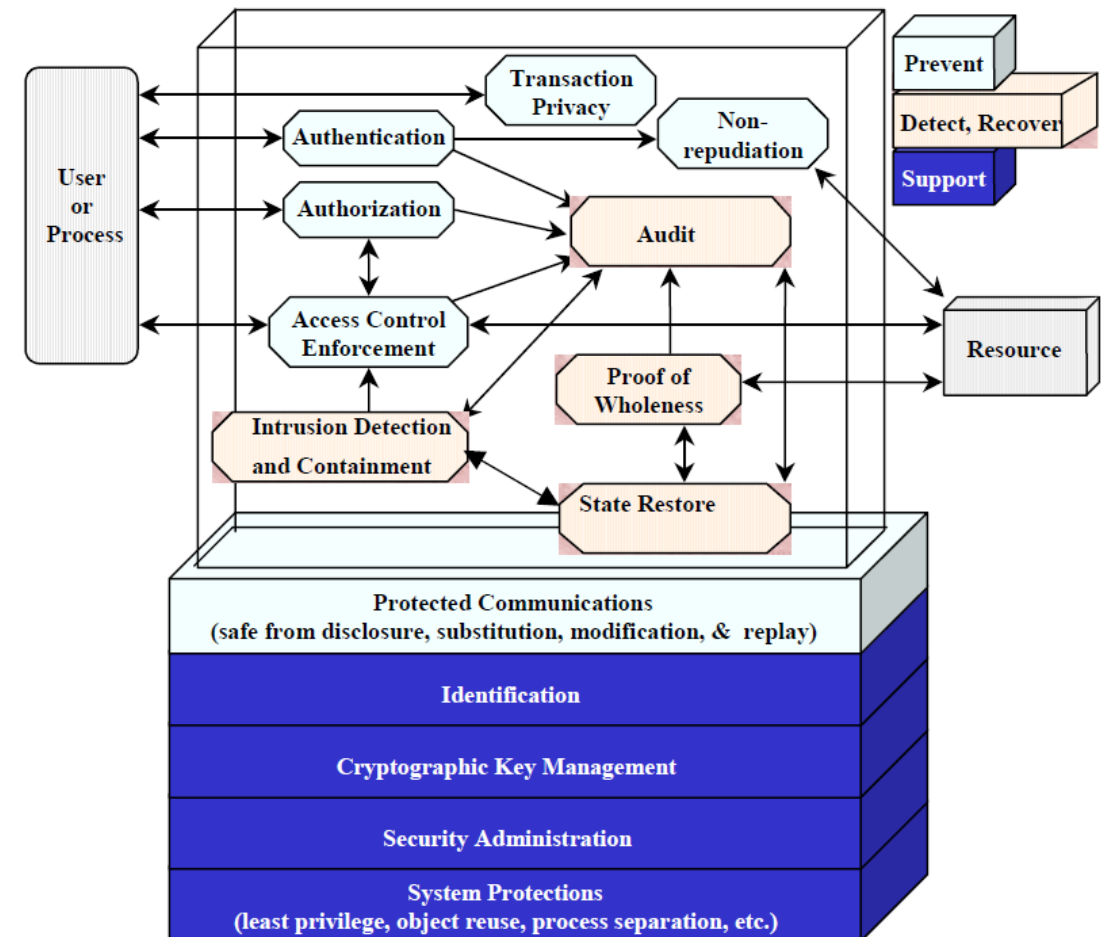 Transaction
Privacy
Prevent
Detect, Recover
Support
User
or
Process
Authentication
Non-
repudiation
Authorization
Audit
Access Control
Enforcement
Resource
Proof of
Wholeness
Intrusion Detection
and Containment
State Restore
Protected Communications
(safe from disclosure, substitution, modification, & replay)
Identification
Cryptographic Key Management
Security Administration
System Protections
(least privilege, object reuse, process separation, etc.)